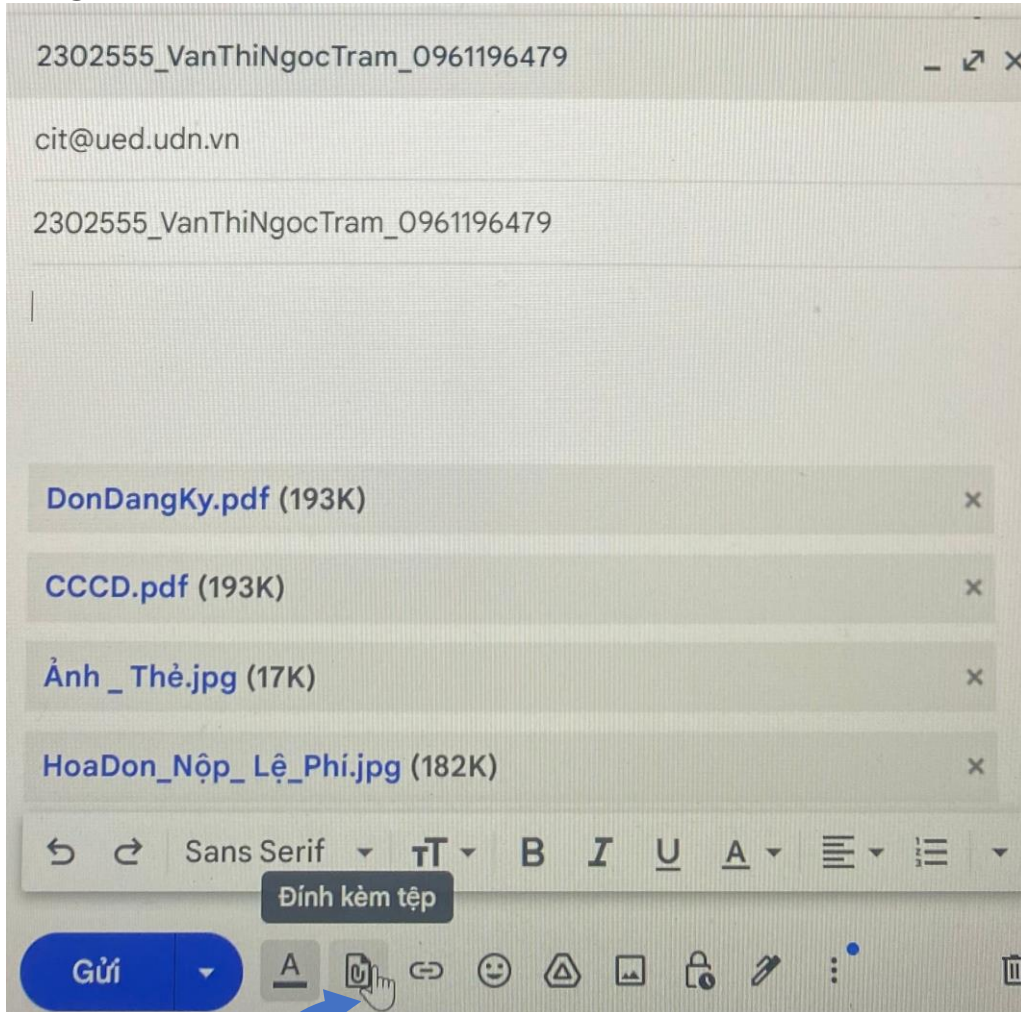 2302555_VanThiNgocTram_0961196479
cit@ued.udn.vn
2302555_VanThiNgocTram_0961196479
DonDangKy.pdf (193K)
CCCD.pdf (193K)
Ảnh _ Thẻ.jpg (17K)
HoaDon_Nộp_ Lệ_Phí.jpg (182K)
Sans Serif TT B I U A
Đính kèm tệp
Gửi A